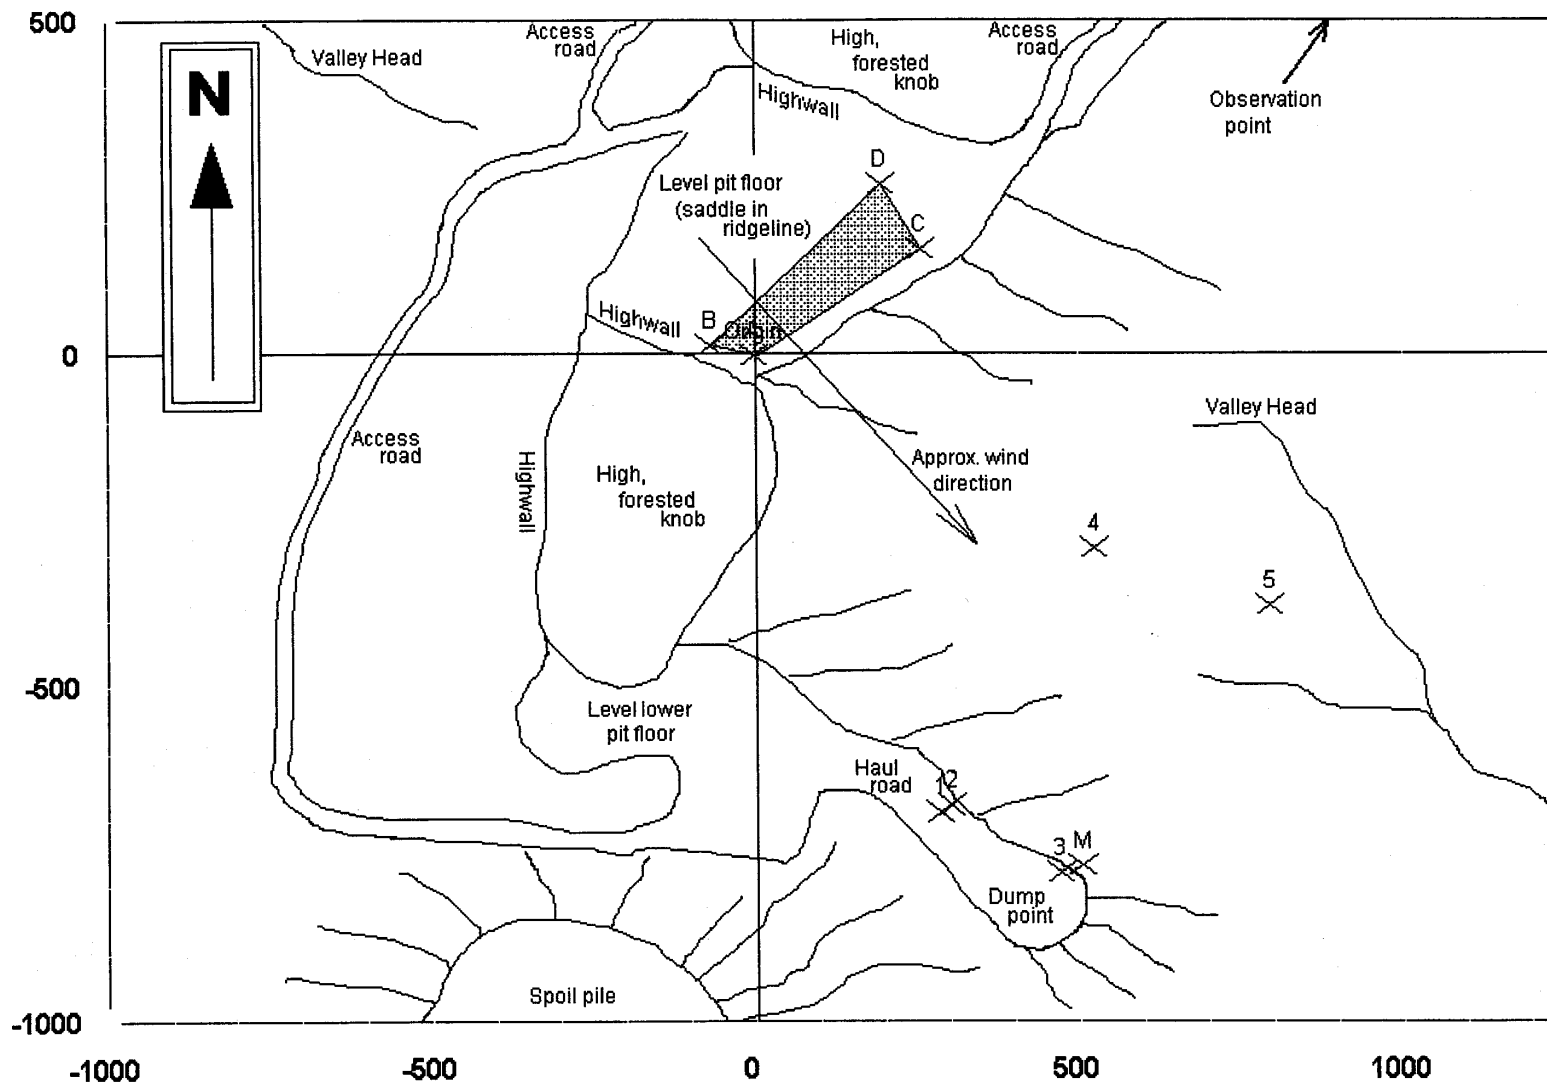 500
Valley Head
Access
road
High,
forested
knob
Access
road
N
Highwall
Observation
point
D
Level pit floor
(saddle in
ridgeline)
C
Highwall
B
Origin
0
Valley Head
Access
road
Highwall
High,
forested
knob
Approx. wind
direction
4
5
-500
Level lower
pit floor
Haul
road
1
2
3
M
Dump
point
Spoil pile
-1000
-1000
-500
0
500
1000